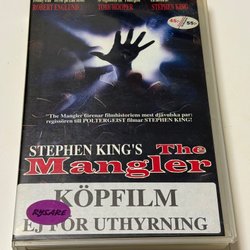 ROBERT ENGLUND TOBE HOOPER STEPHEN KING
"The Mangler förenar filmhistoriens mest djävulska par:
regissören till POLTERGEIST filmar STEPHEN KING!
STEPHEN KING'S The
Mangler
KÖPFILM
RYSARE
EJ FÖR UTHYRNING